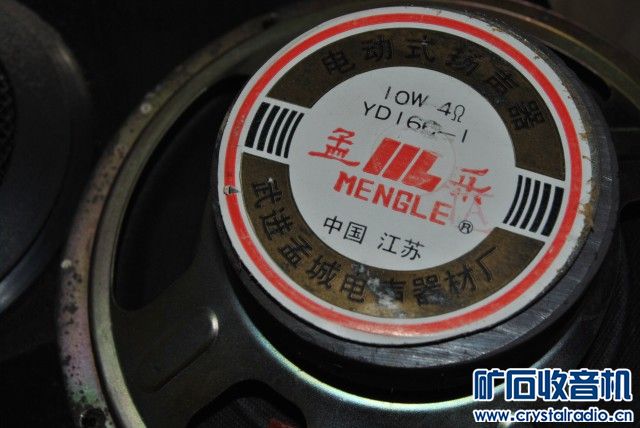 电动式扬声器
10W 4Ω
YD166-1
孟 乐
MENGLE ®
中国 江苏
武进孟城电声器材厂
矿石收音机
www.crystalradio.cn